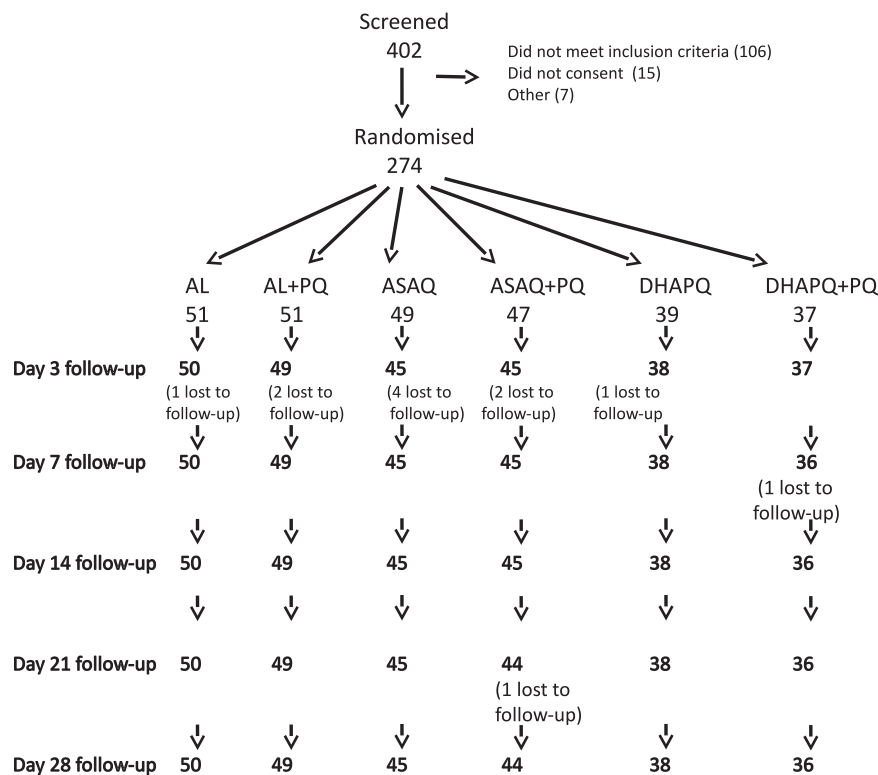 Screened
402
Did not meet inclusion criteria (106)
Did not consent (15)
Other (7)
Randomised
274
AL AL+PQ ASAQ ASAQ+PQ DHAPQ DHAPQ+PQ
51 51 49 47 39 37
Day 3 follow-up 50 49 45 45 38 37
(1 lost to (2 lost to (4 lost to (2 lost to (1 lost to
follow-up) follow-up) follow-up) follow-up) follow-up
Day 7 follow-up 50 49 45 45 38 36
(1 lost to
follow-up)
Day 14 follow-up 50 49 45 45 38 36
Day 21 follow-up 50 49 45 44 38 36
(1 lost to
follow-up)
Day 28 follow-up 50 49 45 44 38 36